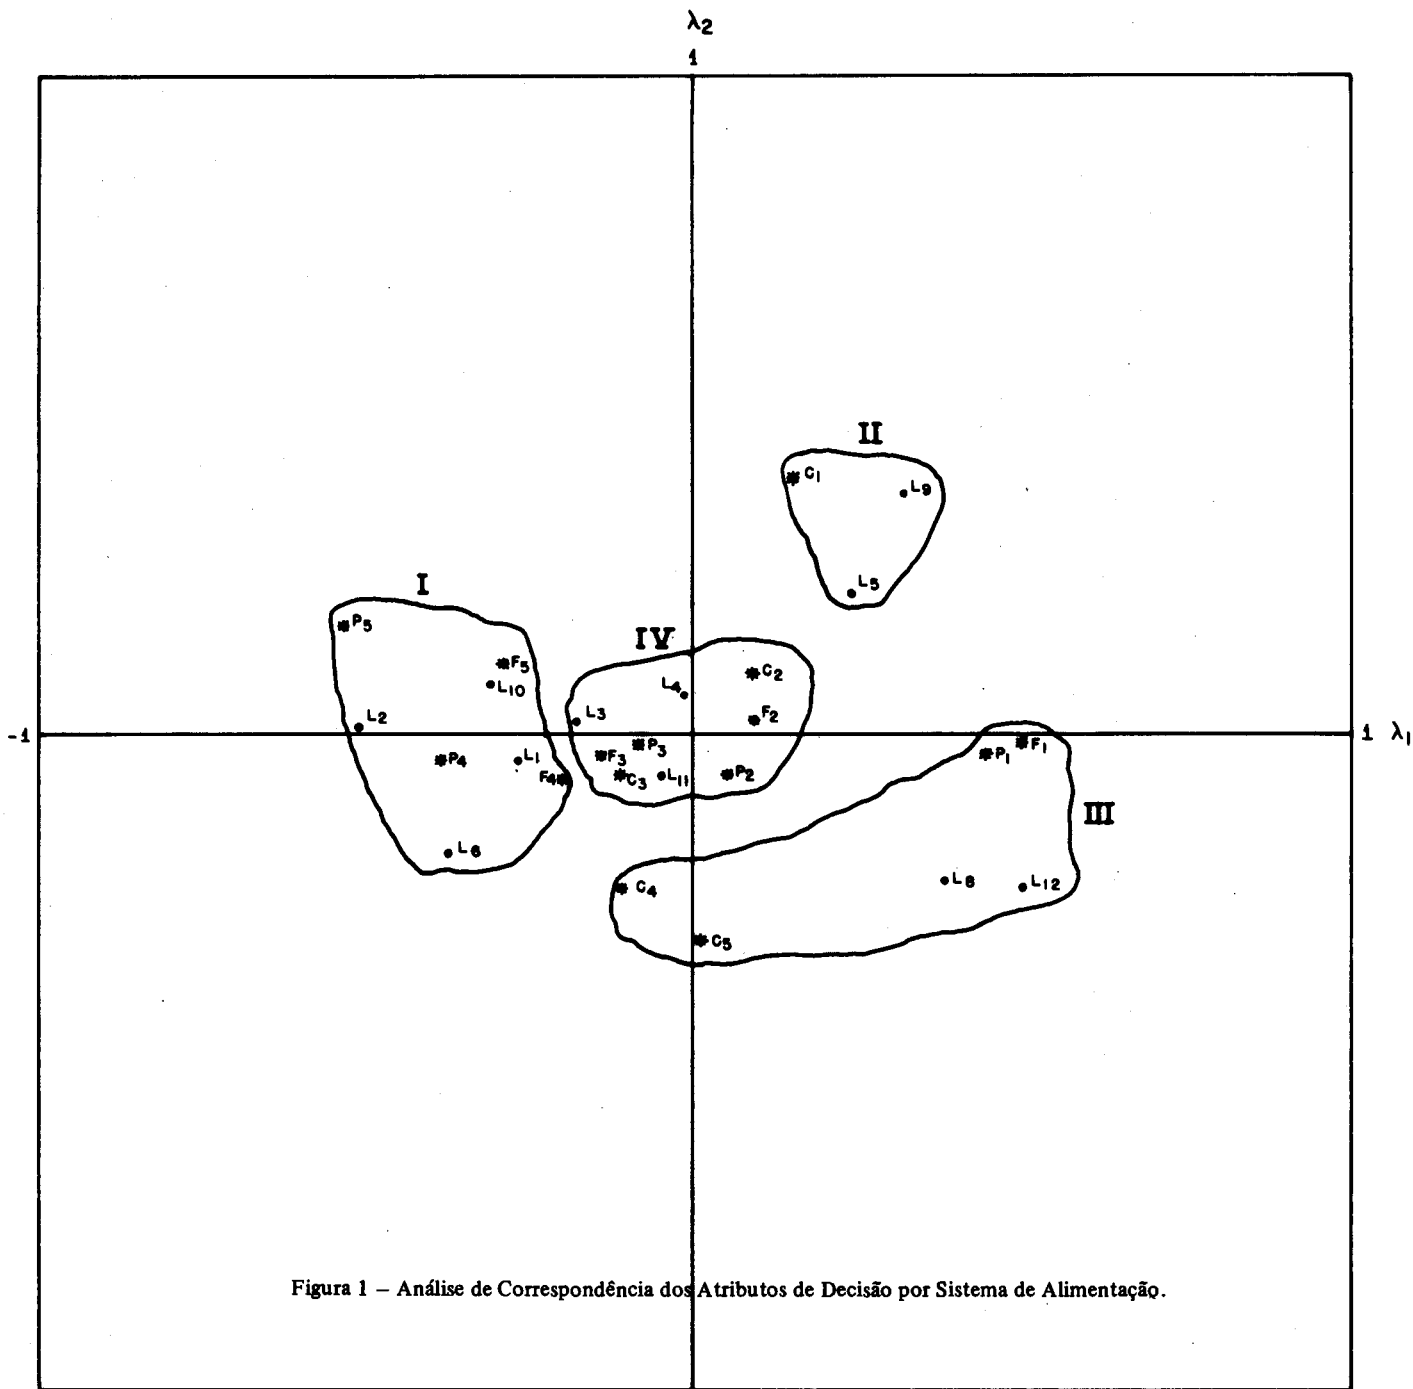 λ2
1
II
C1
L9
L5
I
P5
F5
L10
L2
P4
L1
F4
L6
IV
C2
L4
L3
F2
P3
F3
C3
L11
P2
-1
1 λ1
F1
P1
III
C4
L8
L12
C5
Figura 1 – Análise de Correspondência dos Atributos de Decisão por Sistema de Alimentação.